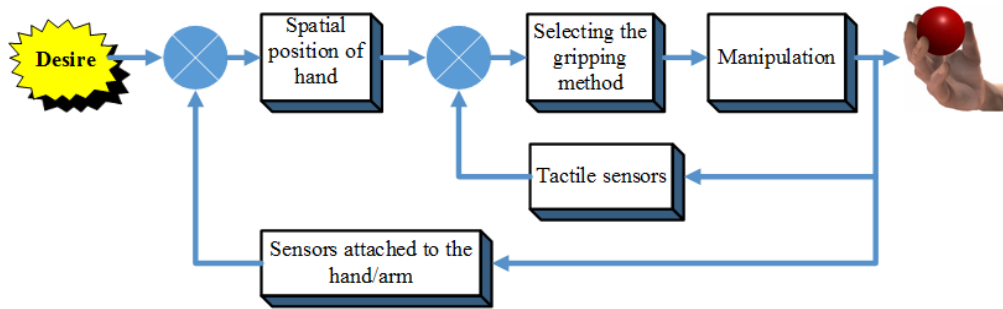 Desire
Spatial
position of
hand
Selecting the
gripping
method
Manipulation
Tactile sensors
Sensors attached to the
hand/arm